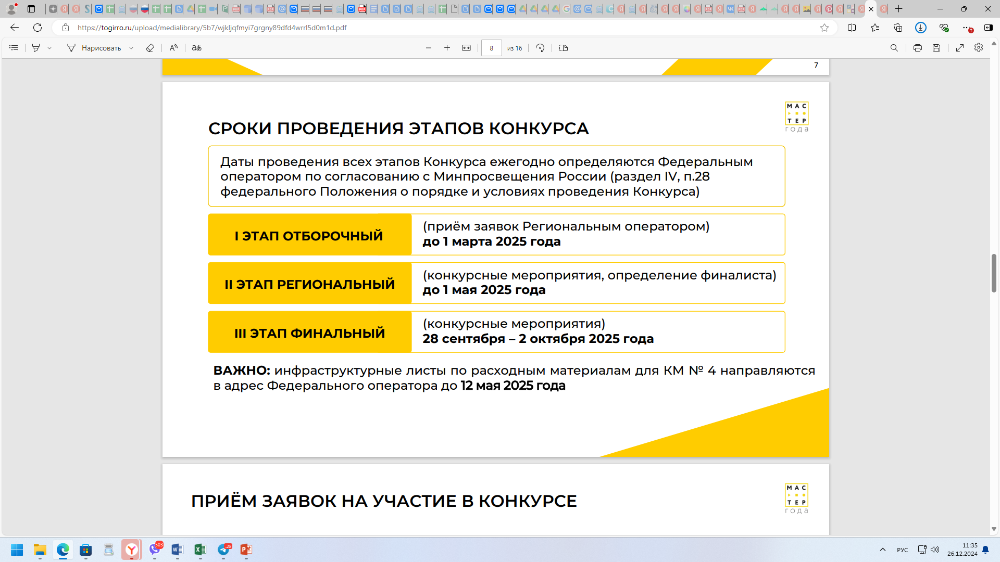 https://togirro.ru/upload/medialibrary/5b7/wjkljqfmyi7grgny89dfd4wrrl5d0m1d.pdf
Нарисовать
8 из 16
7
МАС
ТЕР
года
СРОКИ ПРОВЕДЕНИЯ ЭТАПОВ КОНКУРСА
Даты проведения всех этапов Конкурса ежегодно определяются Федеральным
оператором по согласованию с Минпросвещения России (раздел IV, п.28
федерального Положения о порядке и условиях проведения Конкурса)
I ЭТАП ОТБОРОЧНЫЙ
(приём заявок Региональным оператором)
до 1 марта 2025 года
II ЭТАП РЕГИОНАЛЬНЫЙ
(конкурсные мероприятия, определение финалиста)
до 1 мая 2025 года
III ЭТАП ФИНАЛЬНЫЙ
(конкурсные мероприятия)
28 сентября – 2 октября 2025 года
ВАЖНО: инфраструктурные листы по расходным материалам для КМ № 4 направляются
в адрес Федерального оператора до 12 мая 2025 года
ПРИЁМ ЗАЯВОК НА УЧАСТИЕ В КОНКУРСЕ
МАС
ТЕР
года
503
28
РУС
11:35
26.12.2024